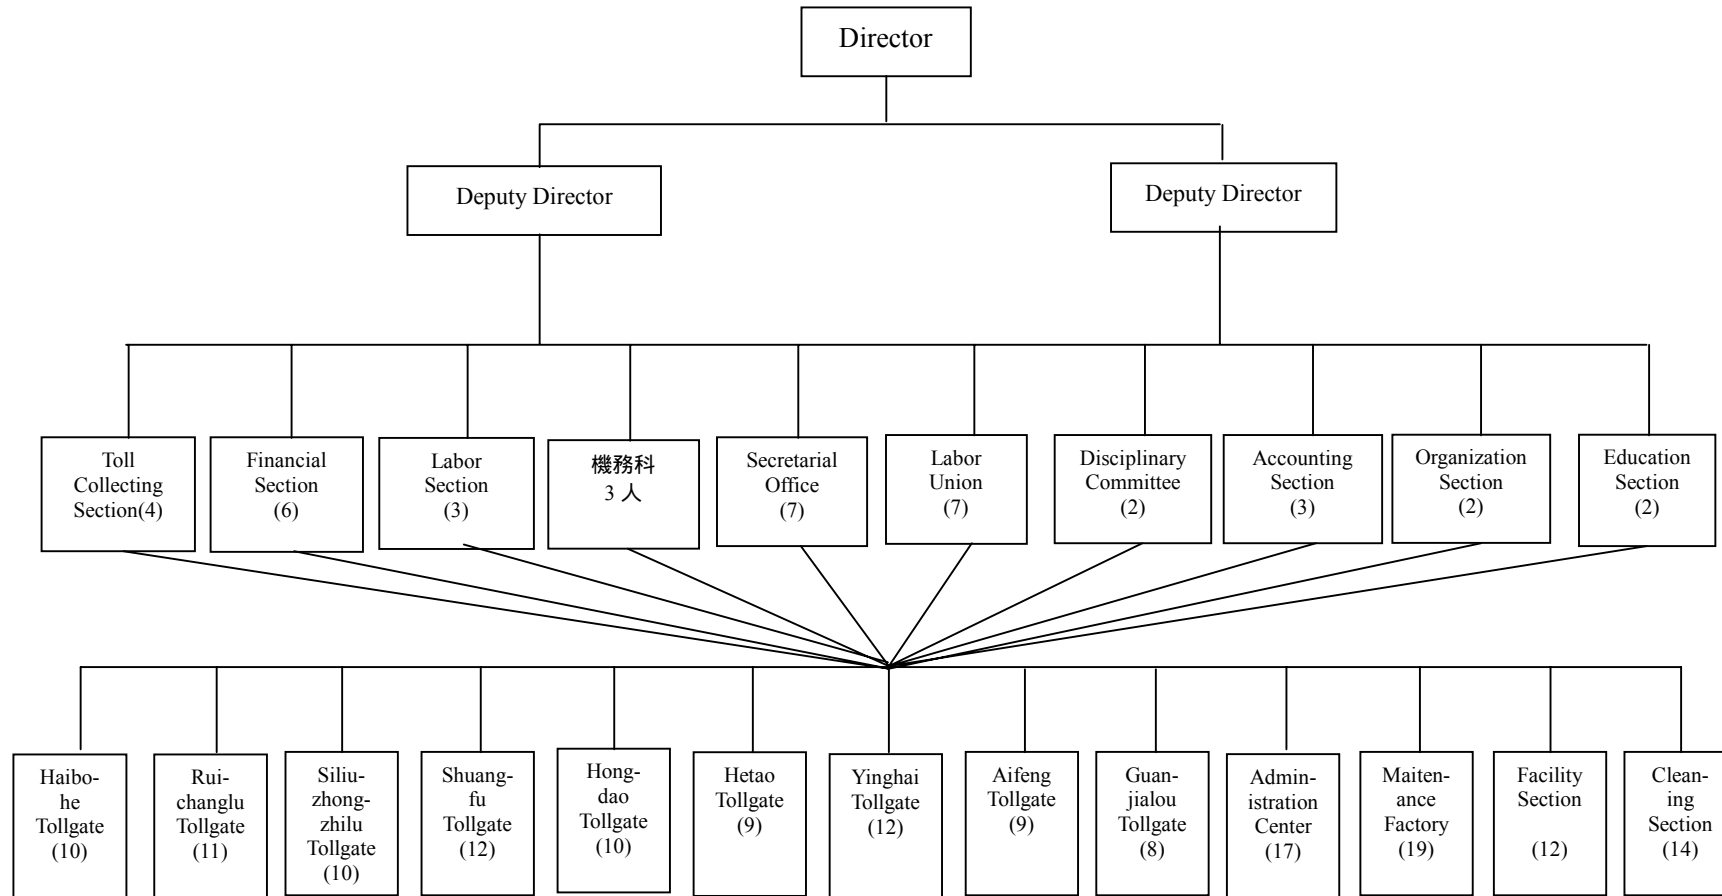 Director
Deputy Director
Deputy Director
Toll
Collecting
Section(4)
Financial
Section
(6)
Labor
Section
(3)
機務科
3 人
Secretarial
Office
(7)
Labor
Union
(7)
Disciplinary
Committee
(2)
Accounting
Section
(3)
Organization
Section
(2)
Education
Section
(2)
Haibo-
he
Tollgate
(10)
Rui-
changlu
Tollgate
(11)
Siliu-
zhong-
zhilu
Tollgate
(10)
Shuang-
fu
Tollgate
(12)
Hong-
dao
Tollgate
(10)
Hetao
Tollgate
(9)
Yinghai
Tollgate
(12)
Aifeng
Tollgate
(9)
Guan-
jialou
Tollgate
(8)
Admin-
istration
Center
(17)
Maiten-
ance
Factory
(19)
Facility
Section
(12)
Clean-
ing
Section
(14)